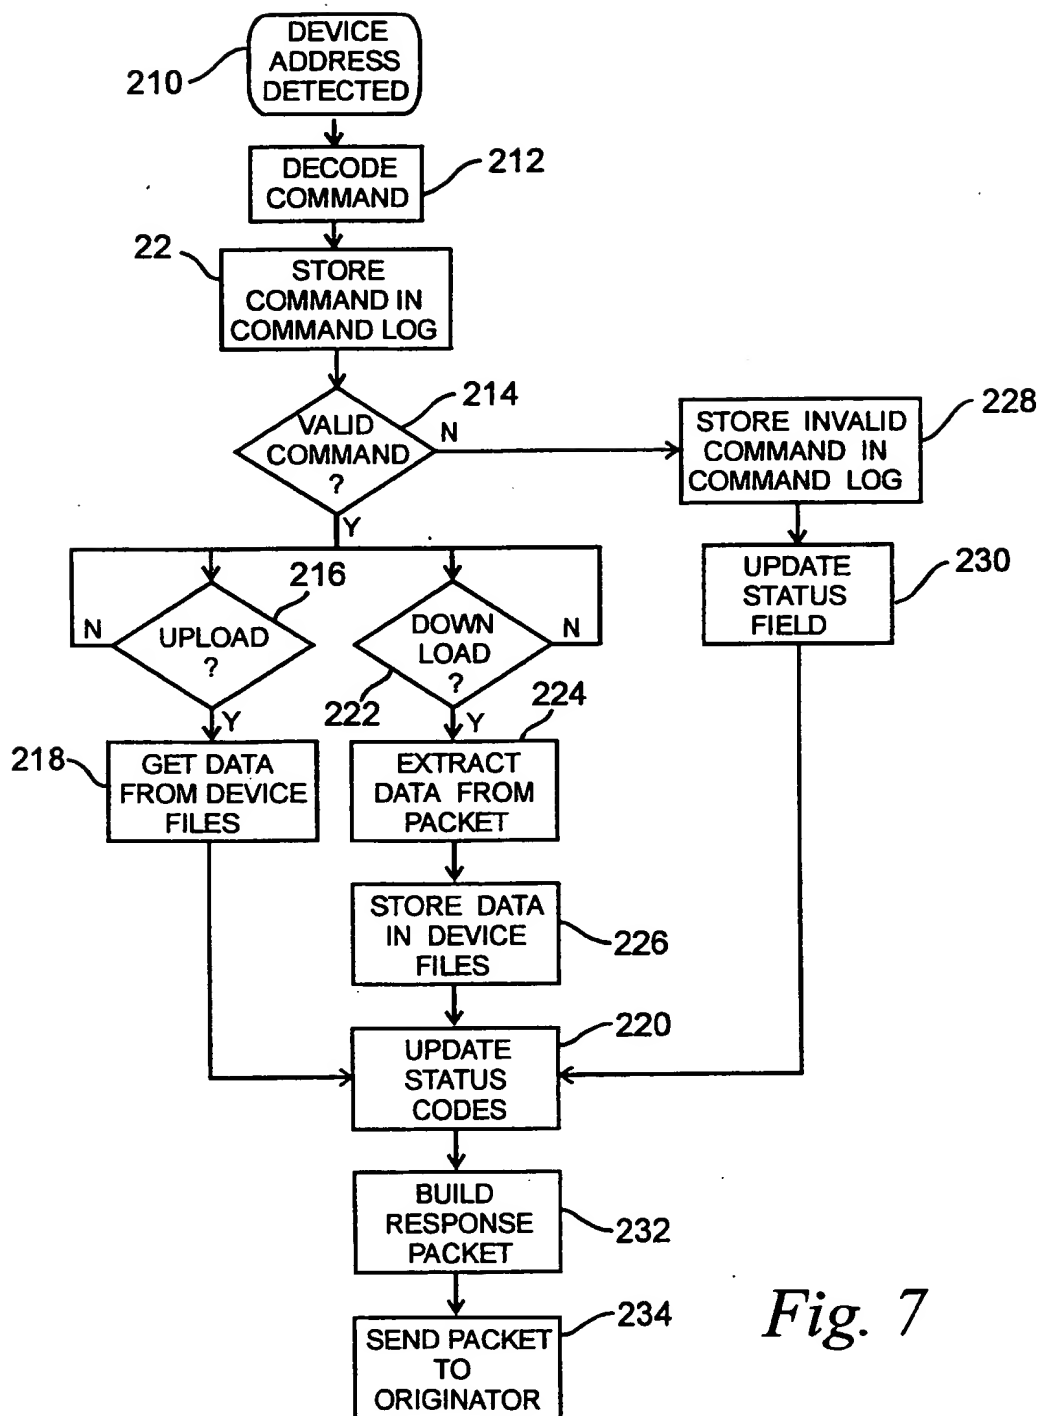 DEVICE
ADDRESS
DETECTED
210
DECODE
COMMAND
212
22
STORE
COMMAND IN
COMMAND LOG
214
VALID
COMMAND
?
N
Y
STORE INVALID
COMMAND IN
COMMAND LOG
228
UPDATE
STATUS
FIELD
230
216
UPLOAD
?
N
Y
DOWN
LOAD
?
N
222
Y
224
218
GET DATA
FROM DEVICE
FILES
EXTRACT
DATA FROM
PACKET
STORE DATA
IN DEVICE
FILES
226
220
UPDATE
STATUS
CODES
BUILD
RESPONSE
PACKET
232
234
SEND PACKET
TO
ORIGINATOR
Fig. 7